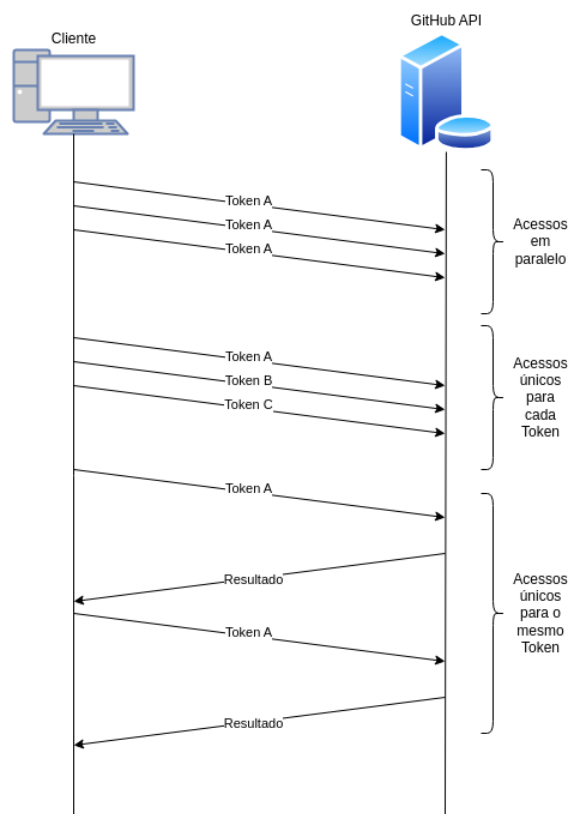 GitHub API
Cliente
Token A
Token A
Token A
Acessos
em
paralelo
Token A
Token B
Token C
Acessos
únicos
para
cada
Token
Token A
Resultado
Token A
Resultado
Acessos
únicos
para o
mesmo
Token